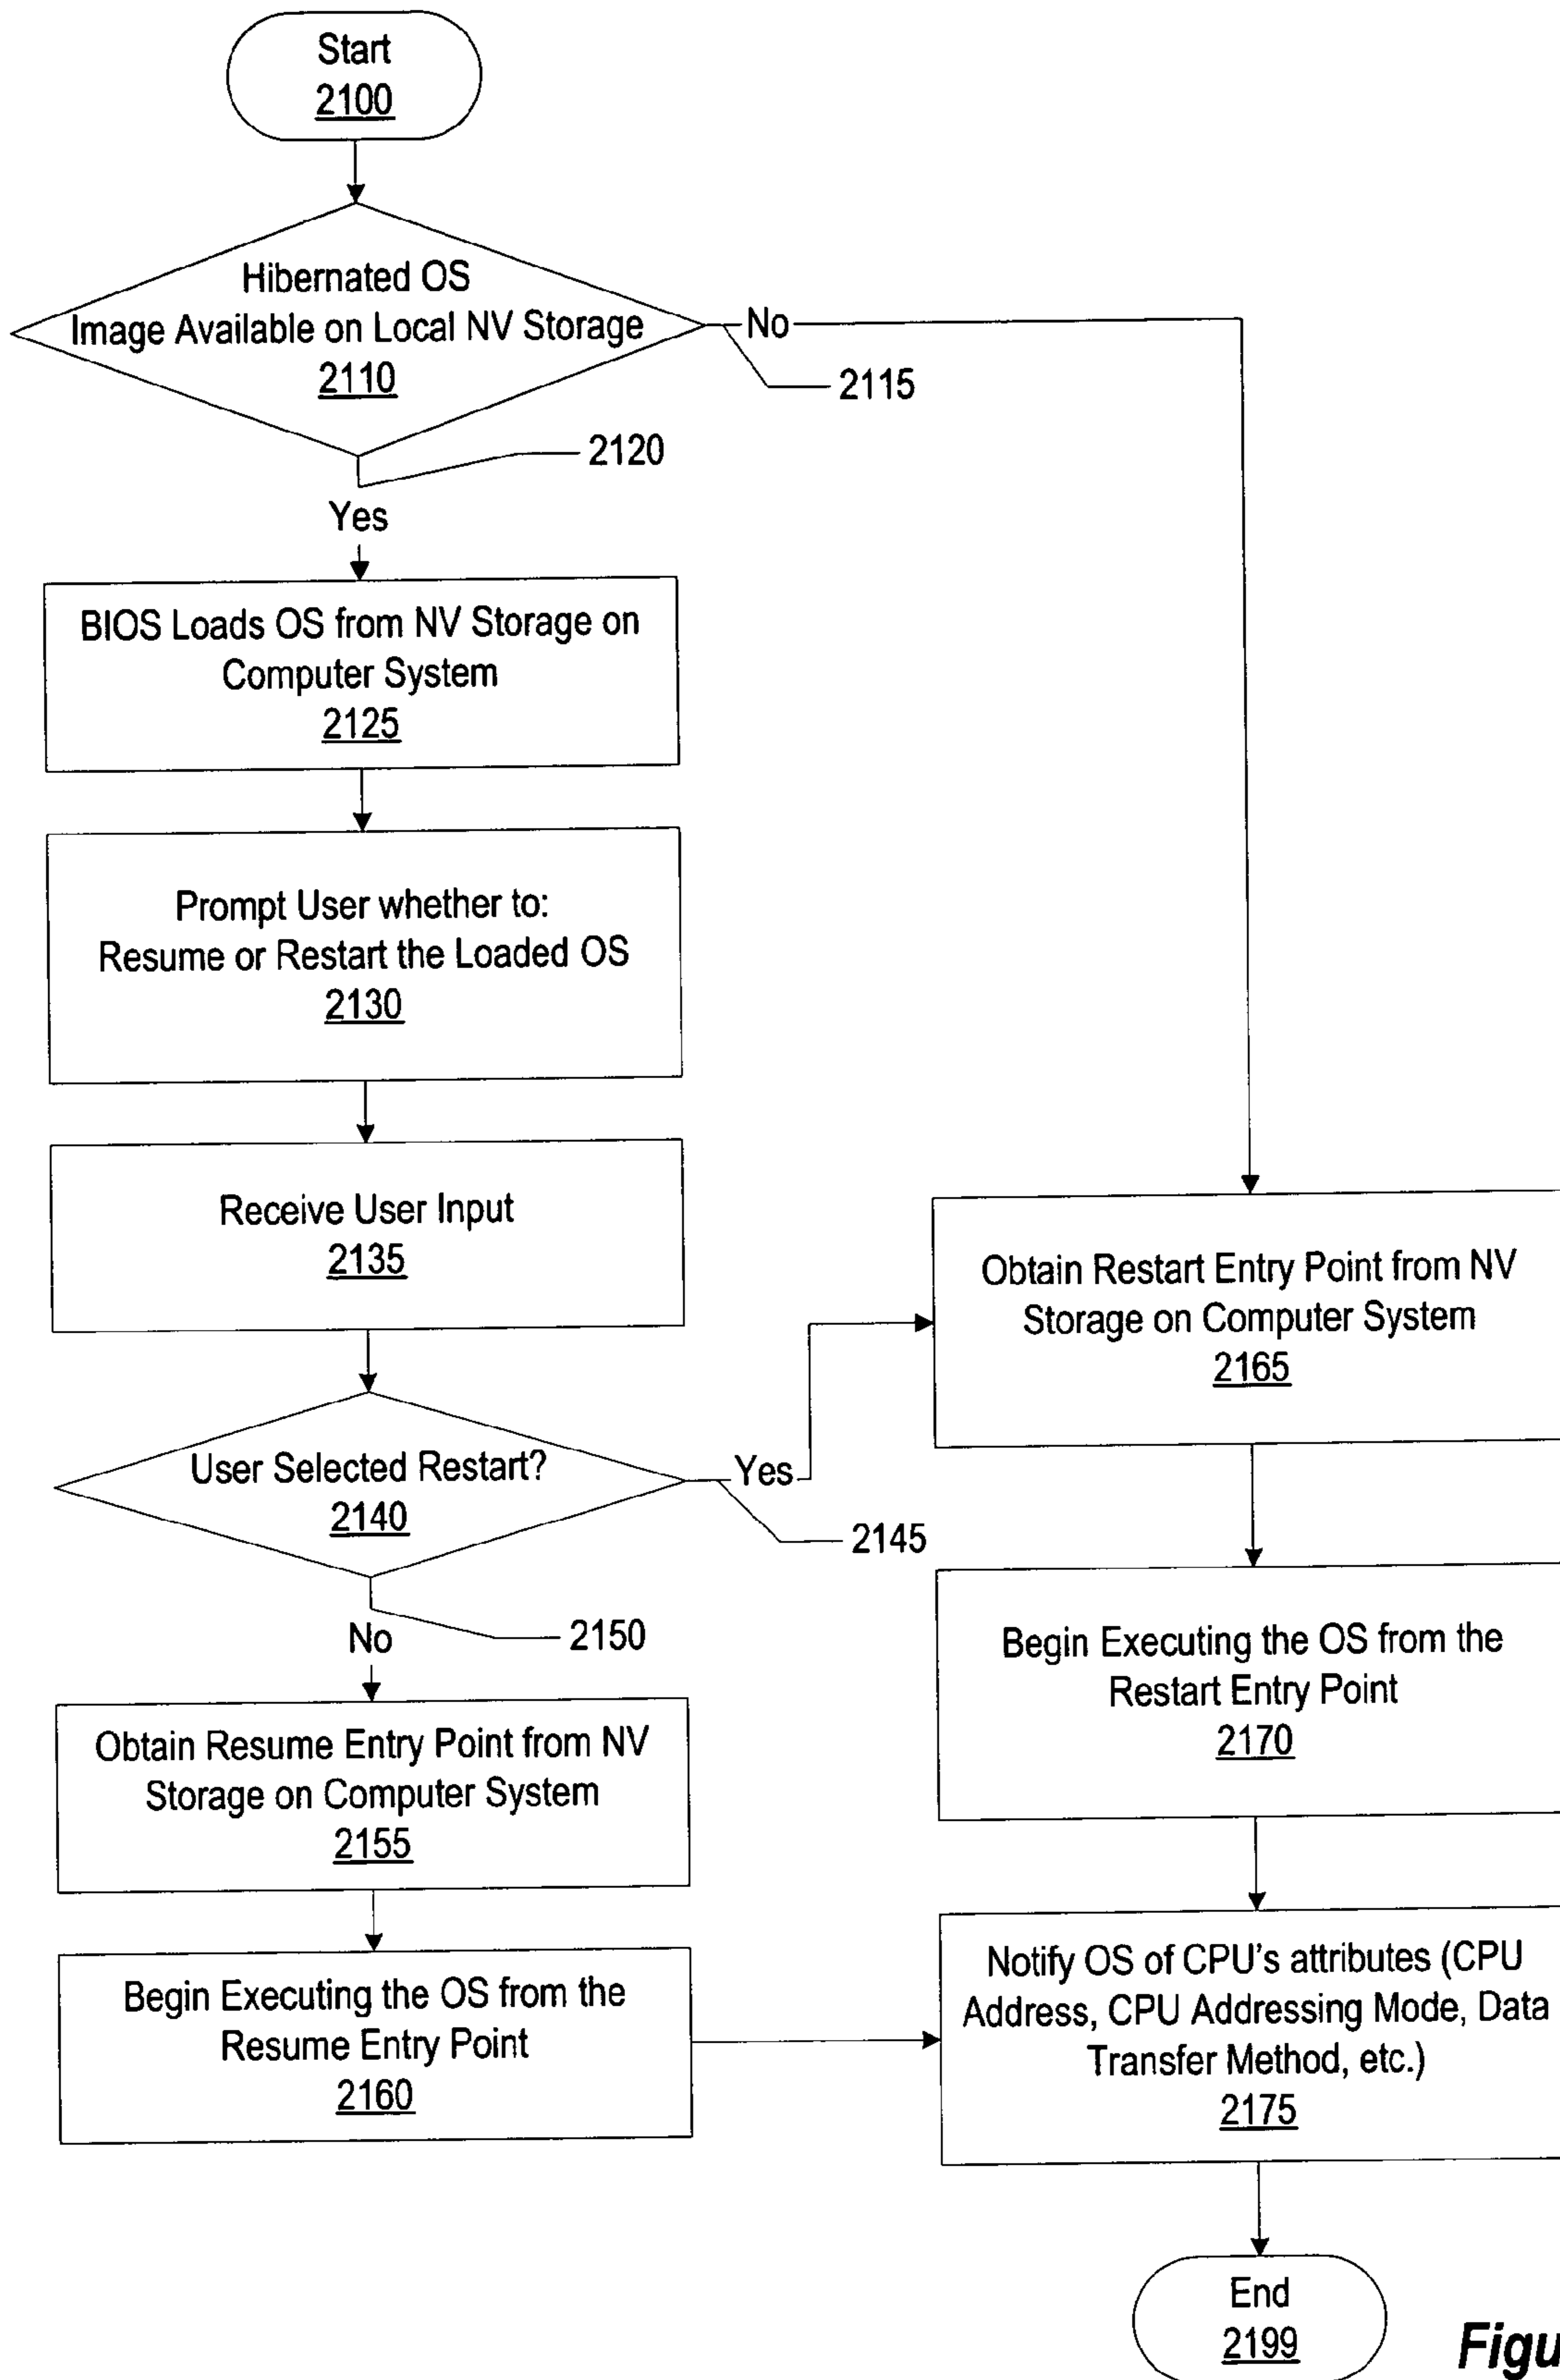 Start
2100
Hibernated OS
Image Available on Local NV Storage
2110
No
2115
2120
Yes
BIOS Loads OS from NV Storage on
Computer System
2125
Prompt User whether to:
Resume or Restart the Loaded OS
2130
Receive User Input
2135
User Selected Restart?
2140
Yes
2145
2150
No
Obtain Resume Entry Point from NV
Storage on Computer System
2155
Begin Executing the OS from the
Resume Entry Point
2160
Obtain Restart Entry Point from NV
Storage on Computer System
2165
Begin Executing the OS from the
Restart Entry Point
2170
Notify OS of CPU's attributes (CPU
Address, CPU Addressing Mode, Data
Transfer Method, etc.)
2175
End
2199
Figu